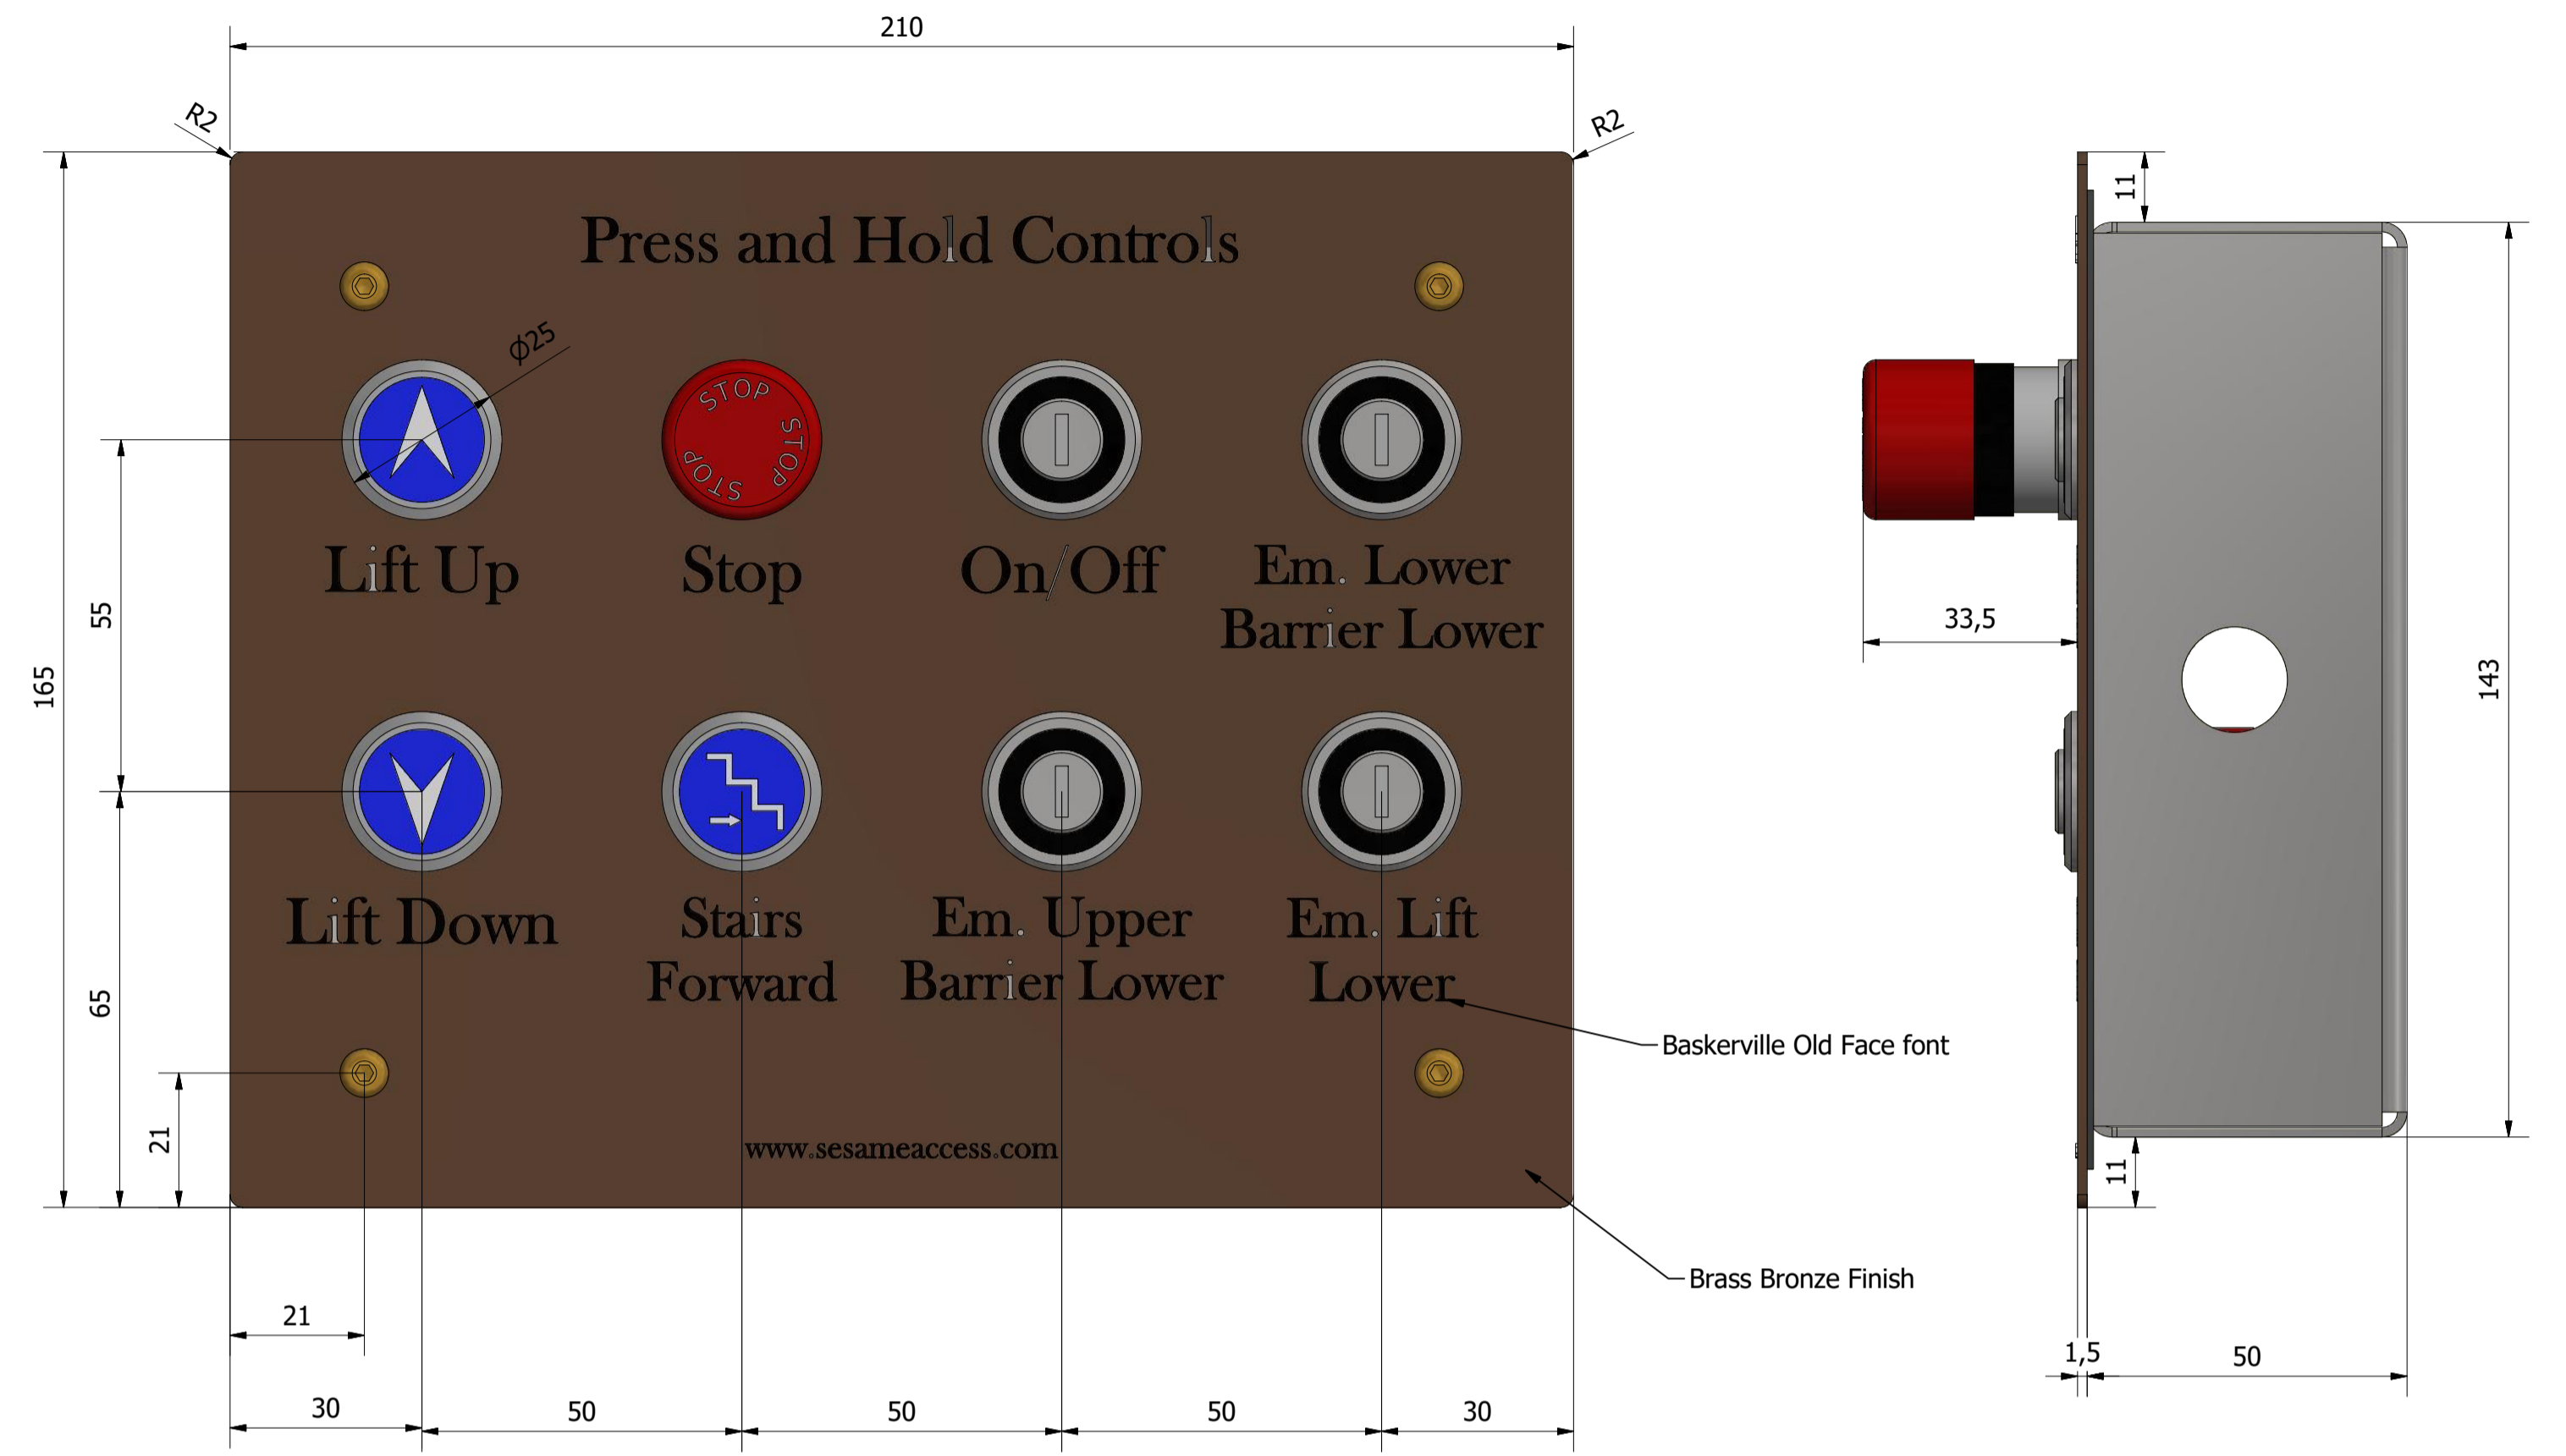 210
R2
R2
11
Press and Hold Controls
Ø25
STOP STOP STOP
Lift Up
Stop
On/Off
Em. Lower
Barrier Lower
55
33,5
165
143
Lift Down
Stairs
Forward
Em. Upper
Barrier Lower
Em. Lift
Lower
65
Baskerville Old Face font
21
www.sesameaccess.com
11
Brass Bronze Finish
21
1,5
50
30
50
50
50
30